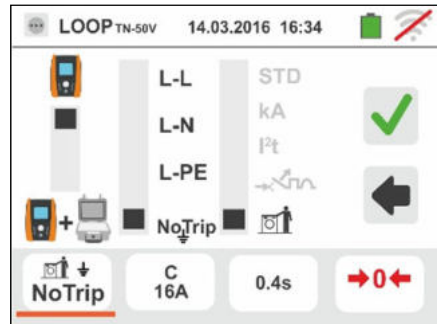 LOOP TN-50V 14.03.2016 16:34
L-L STD
L-N kA
I²t
L-PE
NoTrip
NoTrip
C
16A
0.4s
→0←